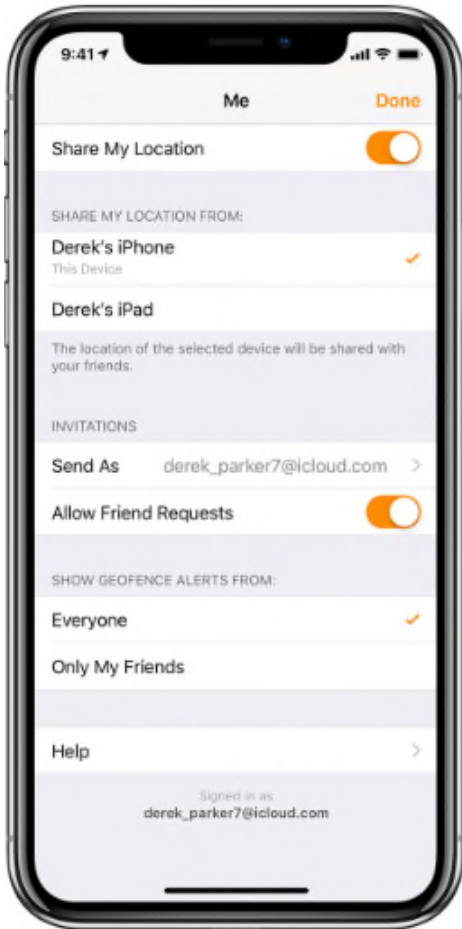 9:41
Me
Done
Share My Location
SHARE MY LOCATION FROM:
Derek's iPhone
This Device
Derek's iPad
The location of the selected device will be shared with
your friends.
INVITATIONS
Send As derek_parker7@icloud.com
Allow Friend Requests
SHOW GEOFENCE ALERTS FROM:
Everyone
Only My Friends
Help
Signed in as
derek_parker7@icloud.com